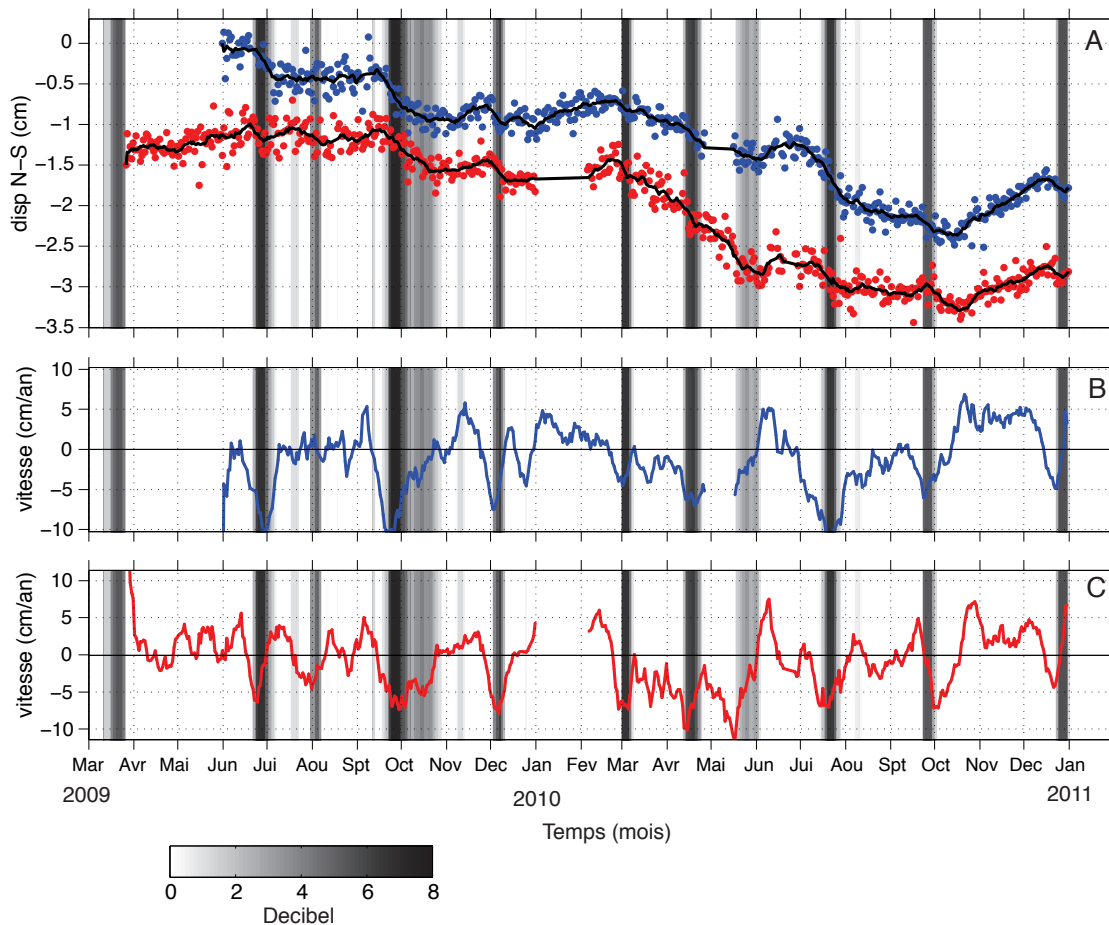 A
disp N−S (cm)
0
−0.5
−1
−1.5
−2
−2.5
−3
−3.5
B
vitesse (cm/an)
10
5
0
−5
−10
C
vitesse (cm/an)
10
5
0
−5
−10
Mar Avr Mai Jun Jui Aou Spt Oct Nov Dec Jan Fev Mar Avr Mai Jun Jui Aou Spt Oct Nov Dec Jan
2009 2010 2011
Temps (mois)
0 2 4 6 8
Decibel